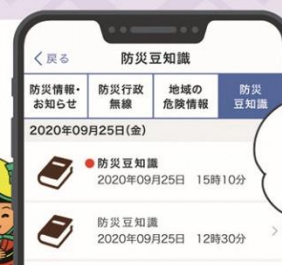 戻る 防災豆知識
防災情報・ 防災行政 地域の 防災
お知らせ 無線 危険情報 豆知識
2020年09月25日(金)
防災豆知識
2020年09月25日 15時10分
防災豆知識
2020年09月25日 12時30分